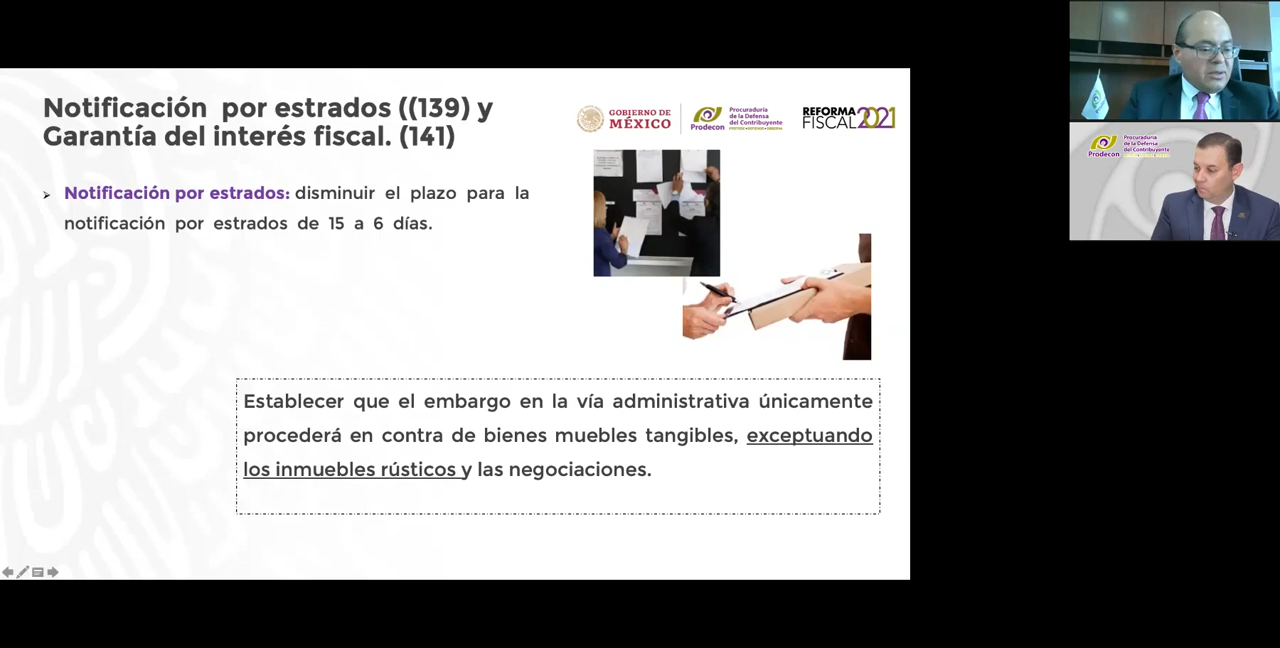 Notificación por estrados ((139) y
Garantía del interés fiscal. (141)
GOBIERNO DE
MÉXICO
Prodecon
Procuraduría
de la Defensa
del Contribuyente
REFORMA
FISCAL2021
Notificación por estrados: disminuir el plazo para la
notificación por estrados de 15 a 6 días.
Establecer que el embargo en la vía administrativa únicamente
procederá en contra de bienes muebles tangibles, exceptuando
los inmuebles rústicos y las negociaciones.
Prodecon
Procuraduría
de la Defensa
del Contribuyente